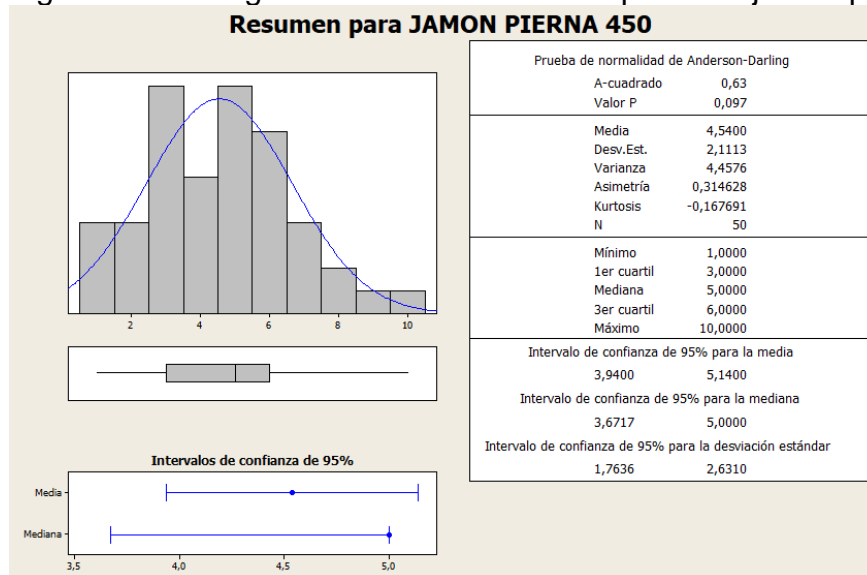 Resumen para JAMON PIERNA 450
2 4 6 8 10
Intervalos de confianza de 95%
Media
Mediana
3,5 4,0 4,5 5,0
Prueba de normalidad de Anderson-Darling
A-cuadrado 0,63
Valor P 0,097
Media 4,5400
Desv.Est. 2,1113
Varianza 4,4576
Asimetría 0,314628
Kurtosis -0,167691
N 50
Mínimo 1,0000
1er cuartil 3,0000
Mediana 5,0000
3er cuartil 6,0000
Máximo 10,0000
Intervalo de confianza de 95% para la media
3,9400 5,1400
Intervalo de confianza de 95% para la mediana
3,6717 5,0000
Intervalo de confianza de 95% para la desviación estándar
1,7636 2,6310